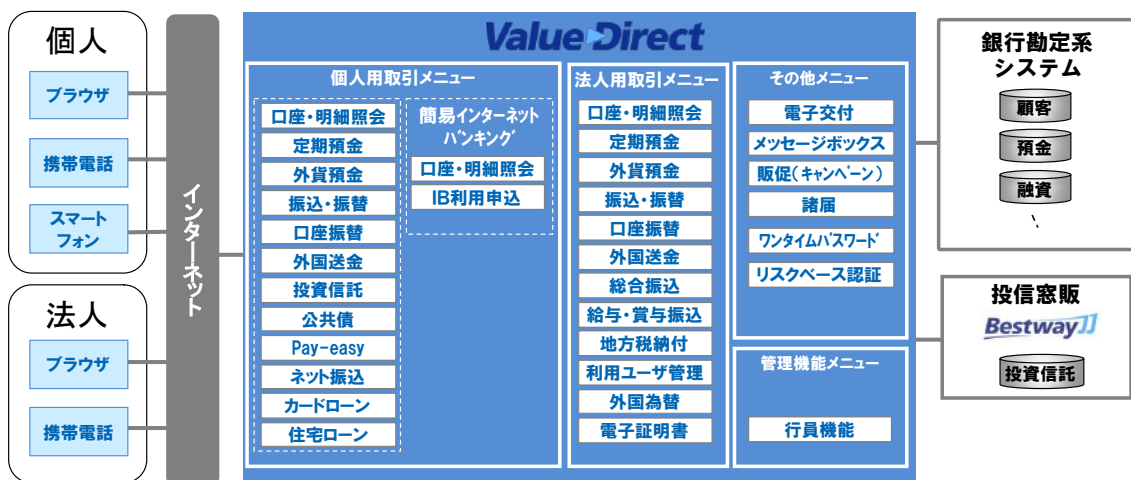 個人
ブラウザ
携帯電話
スマート
フォン
法人
ブラウザ
携帯電話
インターネット
Value Direct
個人用取引メニュー
口座・明細照会
定期預金
外貨預金
振込・振替
口座振替
外国送金
投資信託
公共債
Pay-easy
ネット振込
カードローン
住宅ローン
簡易インターネット
バンキング
口座・明細照会
IB利用申込
法人用取引メニュー
口座・明細照会
定期預金
外貨預金
振込・振替
口座振替
外国送金
総合振込
給与・賞与振込
地方税納付
利用ユーザ管理
外国為替
電子証明書
その他メニュー
電子交付
メッセージボックス
販促(キャンペーン)
諸届
ワンタイムパスワード
リスクベース認証
管理機能メニュー
行員機能
銀行勘定系
システム
顧客
預金
融資
投信窓販
BestwayJJ
投資信託